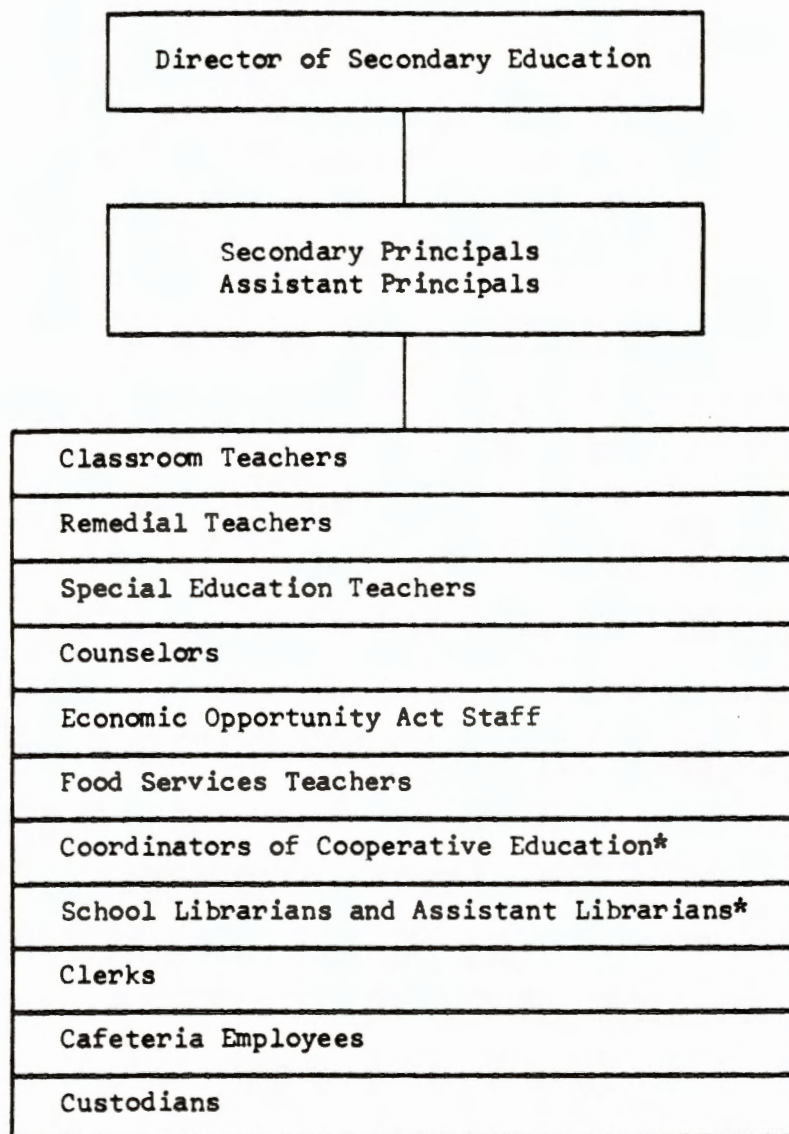 Director of Secondary Education
Secondary Principals
Assistant Principals
Classroom Teachers
Remedial Teachers
Special Education Teachers
Counselors
Economic Opportunity Act Staff
Food Services Teachers
Coordinators of Cooperative Education*
School Librarians and Assistant Librarians*
Clerks
Cafeteria Employees
Custodians